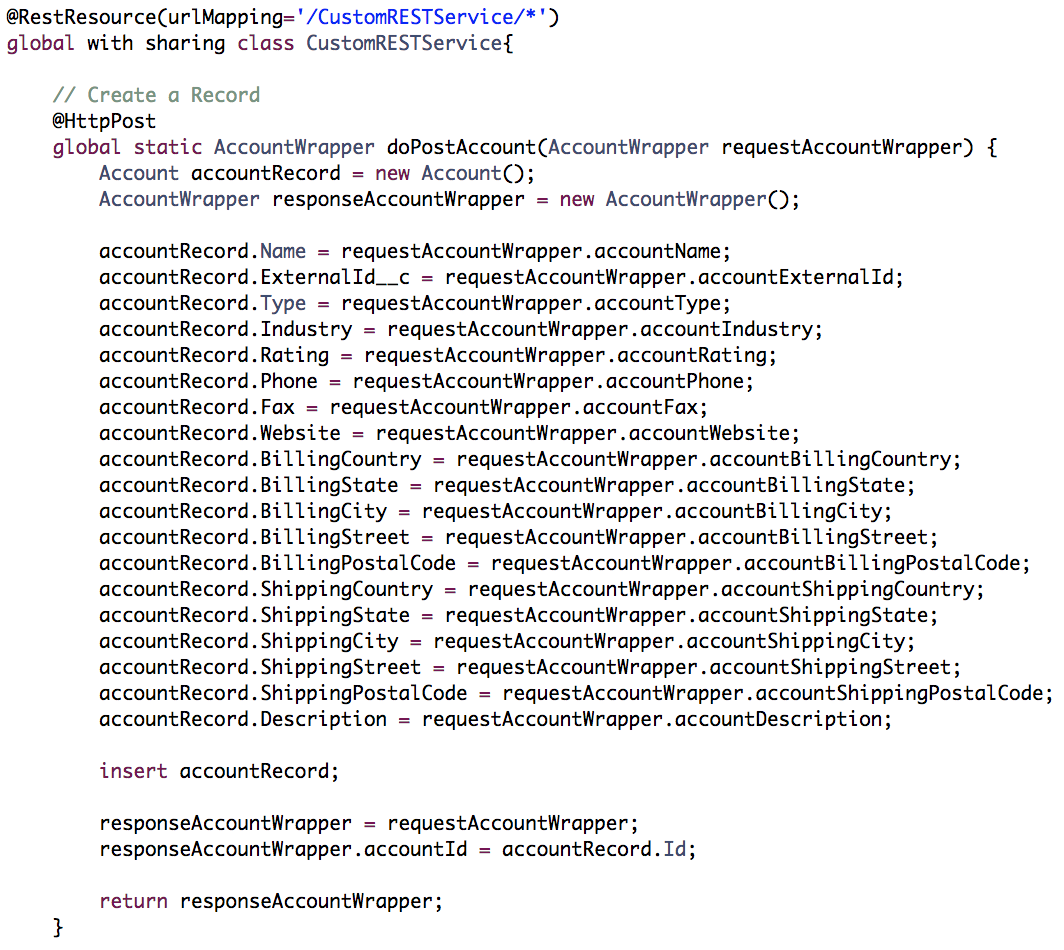 @RestResource(urlMapping='/CustomRESTService/*')
global with sharing class CustomRESTService{
// Create a Record
@HttpPost
global static AccountWrapper doPostAccount(AccountWrapper requestAccountWrapper) {
Account accountRecord = new Account();
AccountWrapper responseAccountWrapper = new AccountWrapper();
accountRecord.Name = requestAccountWrapper.accountName;
accountRecord.ExternalId__c = requestAccountWrapper.accountExternalId;
accountRecord.Type = requestAccountWrapper.accountType;
accountRecord.Industry = requestAccountWrapper.accountIndustry;
accountRecord.Rating = requestAccountWrapper.accountRating;
accountRecord.Phone = requestAccountWrapper.accountPhone;
accountRecord.Fax = requestAccountWrapper.accountFax;
accountRecord.Website = requestAccountWrapper.accountWebsite;
accountRecord.BillingCountry = requestAccountWrapper.accountBillingCountry;
accountRecord.BillingState = requestAccountWrapper.accountBillingState;
accountRecord.BillingCity = requestAccountWrapper.accountBillingCity;
accountRecord.BillingStreet = requestAccountWrapper.accountBillingStreet;
accountRecord.BillingPostalCode = requestAccountWrapper.accountBillingPostalCode;
accountRecord.ShippingCountry = requestAccountWrapper.accountShippingCountry;
accountRecord.ShippingState = requestAccountWrapper.accountShippingState;
accountRecord.ShippingCity = requestAccountWrapper.accountShippingCity;
accountRecord.ShippingStreet = requestAccountWrapper.accountShippingStreet;
accountRecord.ShippingPostalCode = requestAccountWrapper.accountShippingPostalCode;
accountRecord.Description = requestAccountWrapper.accountDescription;
insert accountRecord;
responseAccountWrapper = requestAccountWrapper;
responseAccountWrapper.accountId = accountRecord.Id;
return responseAccountWrapper;
}